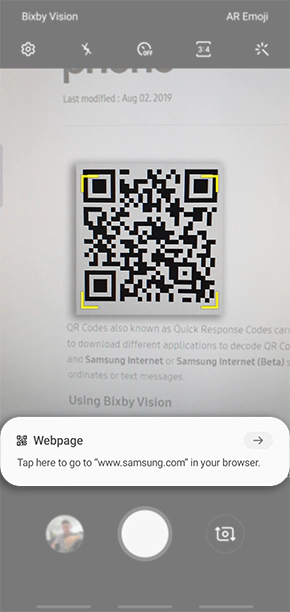 Bixby Vision
AR Emoji
OFF
3:4
phone
Last modified : Aug 02. 2019
QR Codes also known as Quick Response Codes can
to download different applications to decode QR Co
and Samsung Internet or Samsung Internet (Beta) s
ordinates or text messages.
Using Bixby Vision
Webpage
Tap here to go to “www.samsung.com” in your browser.